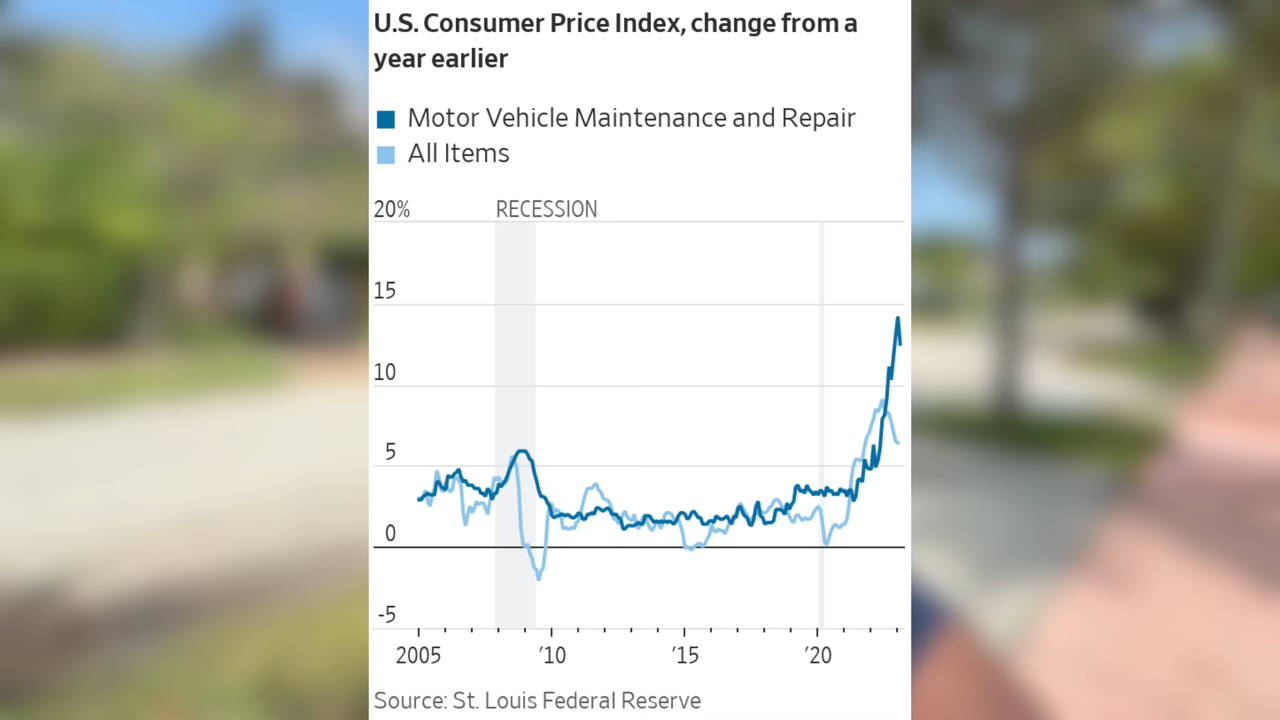 U.S. Consumer Price Index, change from a
year earlier
Motor Vehicle Maintenance and Repair
All Items
20% RECESSION
15
10
5
0
-5
2005 ’10 ’15 ’20
Source: St. Louis Federal Reserve